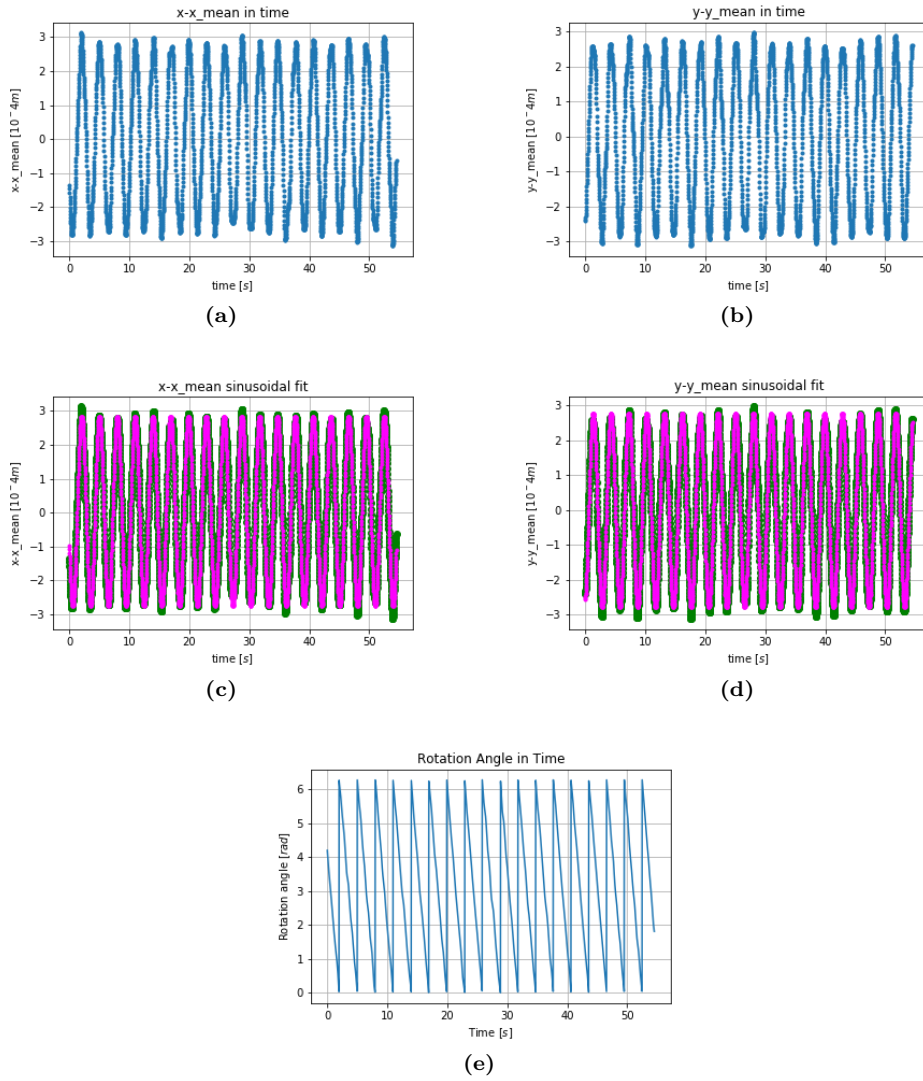 x-x_mean in time
x-x_mean [10⁻4m]
3
2
1
0
−1
−2
−3
0 10 20 30 40 50
time [s]
(a)
y-y_mean in time
y-y_mean [10⁻4m]
3
2
1
0
−1
−2
−3
0 10 20 30 40 50
time [s]
(b)
x-x_mean sinusoidal fit
x-x_mean [10⁻4m]
3
2
1
0
−1
−2
−3
0 10 20 30 40 50
time [s]
(c)
y-y_mean sinusoidal fit
y-y_mean [10⁻4m]
3
2
1
0
−1
−2
−3
0 10 20 30 40 50
time [s]
(d)
Rotation Angle in Time
Rotation angle [rad]
6
5
4
3
2
1
0
0 10 20 30 40 50
Time [s]
(e)